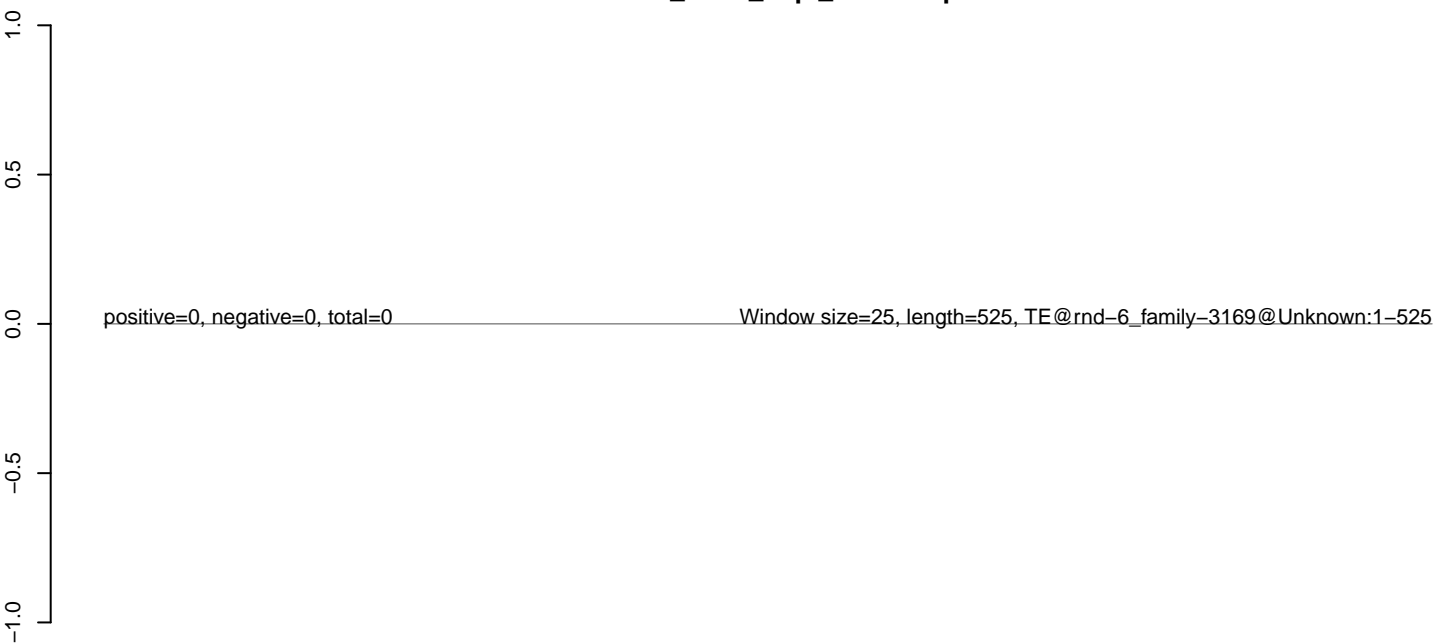 1.0
0.5
0.0
−0.5
−1.0
positive=0, negative=0, total=0
Window size=25, length=525, TE@rnd−6_family−3169@Unknown:1−525